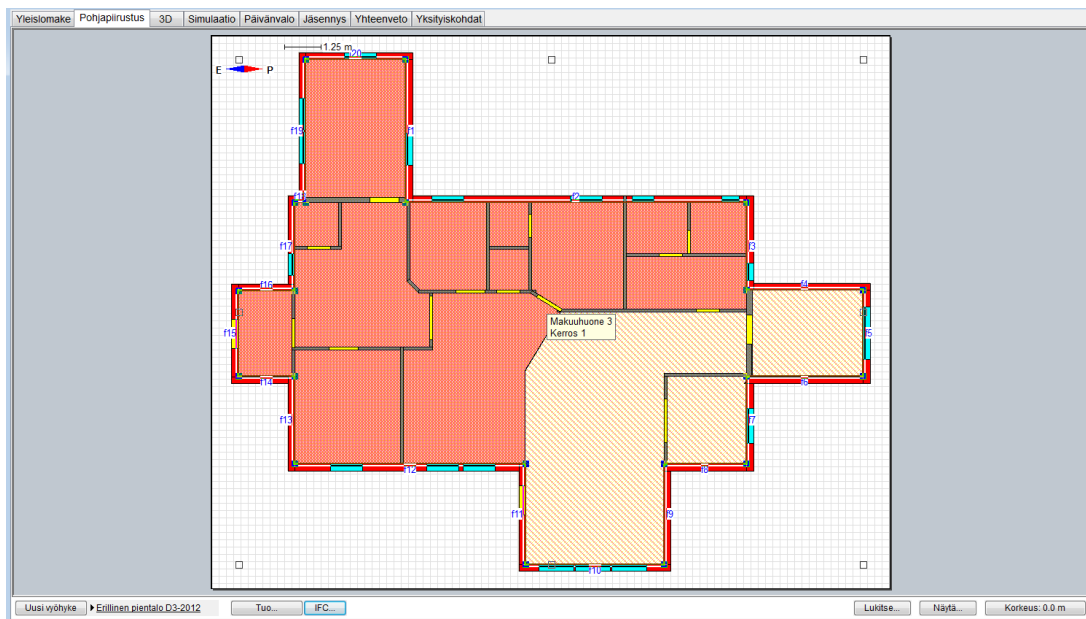 Yleislomake Pohjapiirustus 3D Simulaatio Päivänvalo Jäsennys Yhteenveto Yksityiskohdat
1.25 m
f20
E P
f19 f1
f18 f2
f17 f3
f16 f4
Makuuhuone 3
Kerros 1
f15 f5
f14 f6
f13 f7
f12 f8
f11 f9
f10
Uusi vyöhyke Erillinen pientalo D3-2012 Tuo... IFC... Lukitse... Näytä... Korkeus: 0.0 m